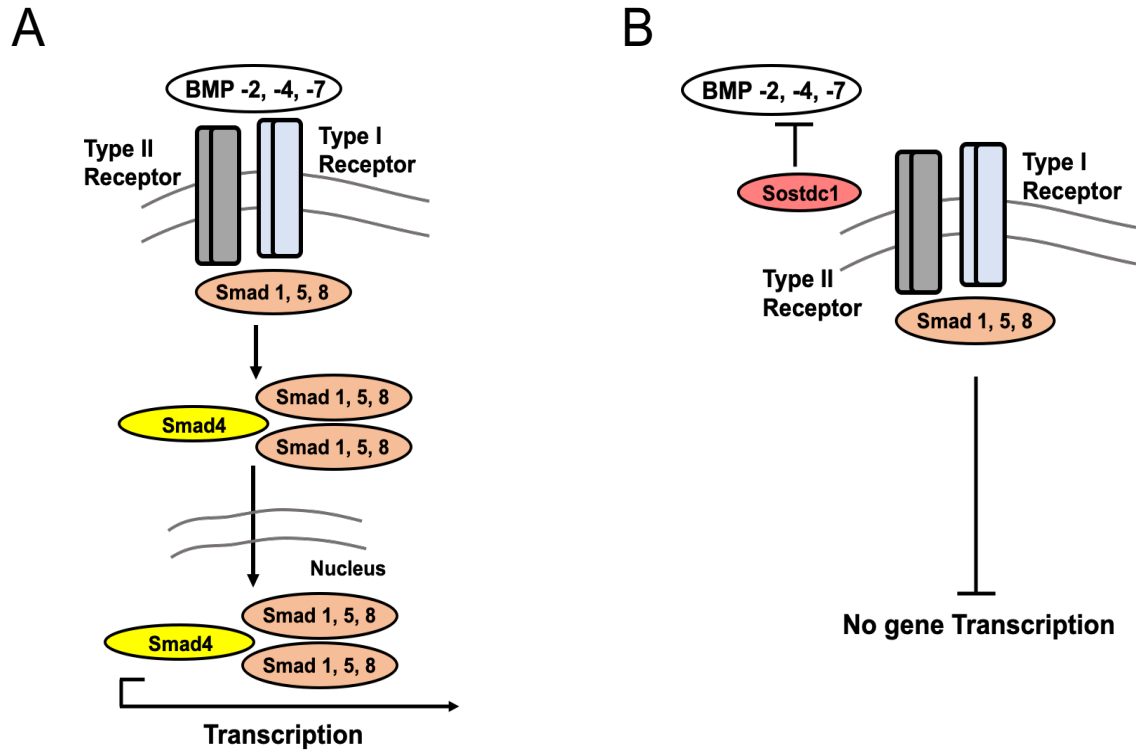 A
BMP -2, -4, -7
Type II
Receptor
Type I
Receptor
Smad 1, 5, 8
Smad 1, 5, 8
Smad4
Smad 1, 5, 8
Nucleus
Smad 1, 5, 8
Smad4
Smad 1, 5, 8
Transcription
B
BMP -2, -4, -7
Sostdc1
Type I
Receptor
Type II
Receptor
Smad 1, 5, 8
No gene Transcription